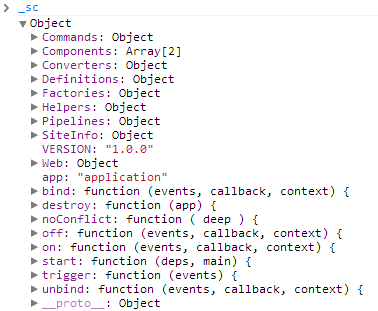 _sc
Object
Commands: Object
Components: Array[2]
Converters: Object
Definitions: Object
Factories: Object
Helpers: Object
Pipelines: Object
SiteInfo: Object
VERSION: "1.0.0"
Web: Object
app: "application"
bind: function (events, callback, context) {
destroy: function (app) {
noConflict: function ( deep ) {
off: function (events, callback, context) {
on: function (events, callback, context) {
start: function (deps, main) {
trigger: function (events) {
unbind: function (events, callback, context) {
__proto__: Object